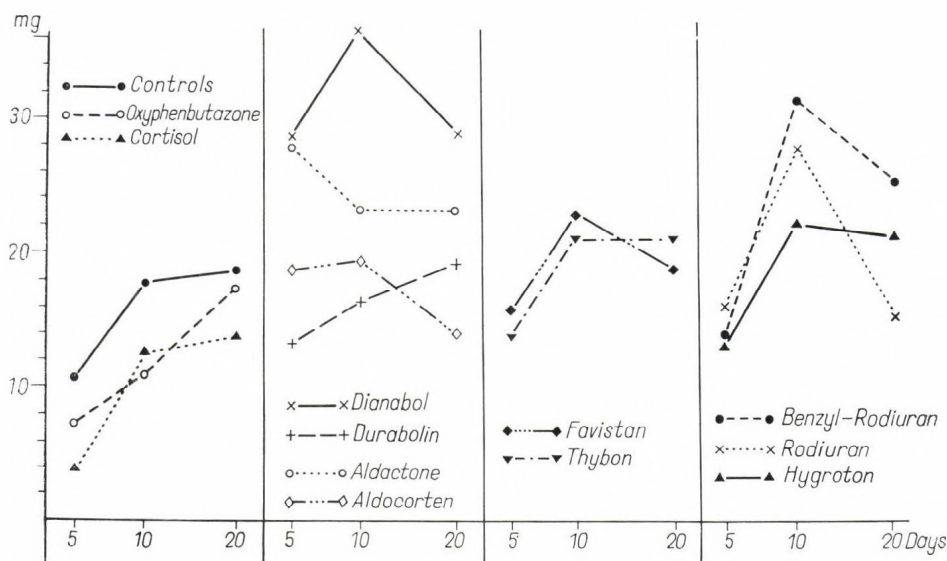 mg
30
20
10
Controls
Oxyphenbutazone
Cortisol
5 10 20
Dianabol
Durabolin
Aldactone
Aldocorten
5 10 20
Favistan
Thybon
5 10 20
Benzyl-Rodiuran
Rodiuran
Hygroton
5 10 20 Days